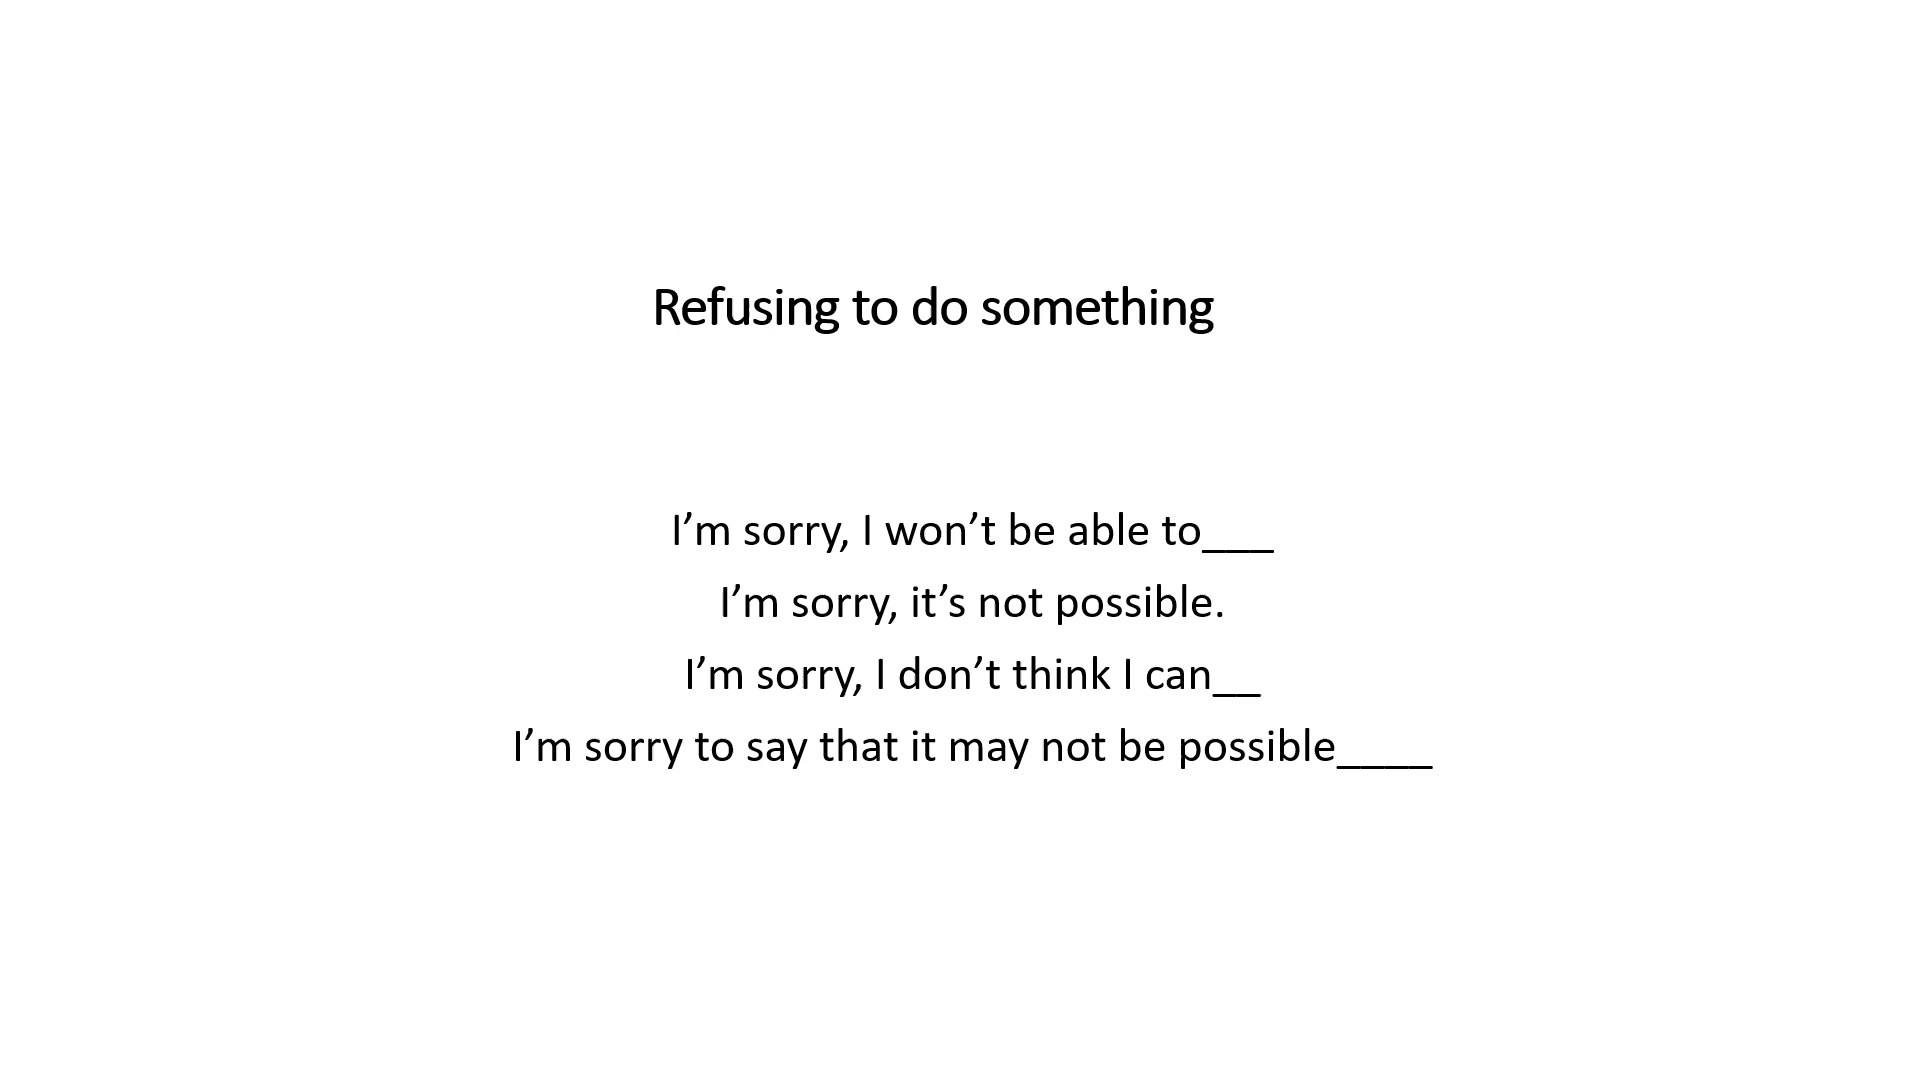 Refusing to do something
I’m sorry, I won’t be able to___
I’m sorry, it’s not possible.
I’m sorry, I don’t think I can__
I’m sorry to say that it may not be possible____